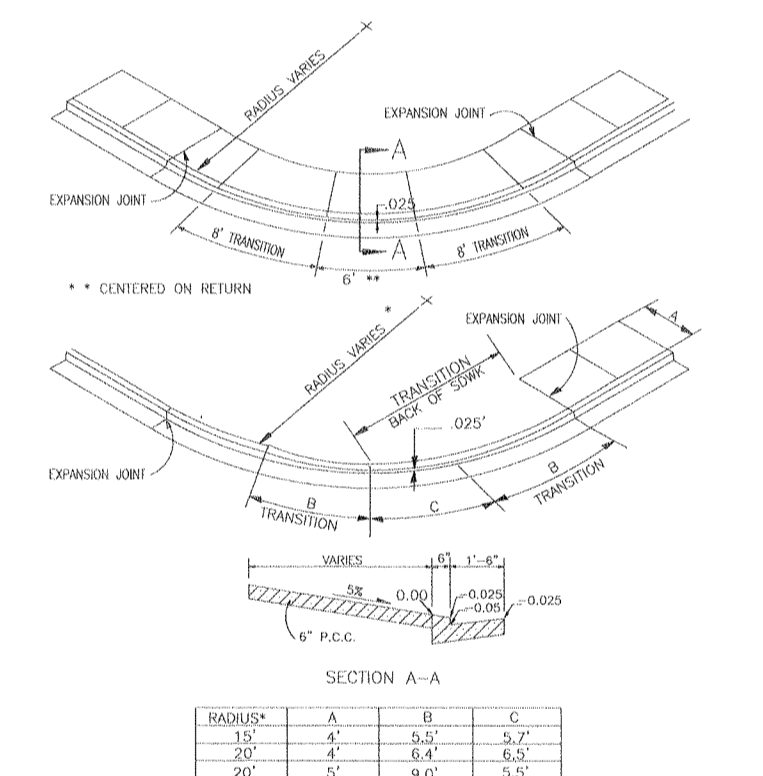 RADIUS VARIES
EXPANSION JOINT
A
EXPANSION JOINT
.025
8' TRANSITION
A
8' TRANSITION
6' **
* * CENTERED ON RETURN
*
RADIUS VARIES
EXPANSION JOINT
A
TRANSITION
BACK OF SDWK
.025'
EXPANSION JOINT
B
TRANSITION
C
B
TRANSITION
VARIES
6"
1'-6"
5%
0.00
-0.025
-0.05
-0.025
6" P.C.C.
SECTION A-A
RADIUS* A B C
15' 4' 5.5' 5.7'
20' 4' 6.4' 6.5'
20' 5' 9.0' 5.5'